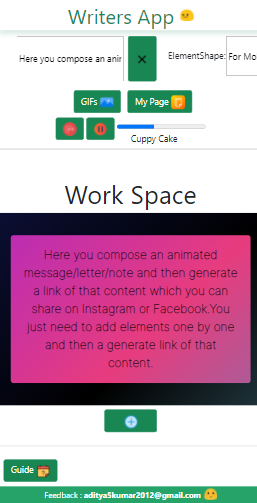 Writers App
Here you compose an anir
×
ElementShape:
For Mo
GIFs
My Page
Cuppy Cake
Work Space
Here you compose an animated
message/letter/note and then generate
a link of that content which you can
share on Instagram or Facebook.You
just need to add elements one by one
and then a generate link of that
content.
Guide
Feedback : aditya5kumar2012@gmail.com